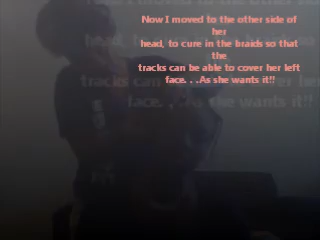 Now I moved to the other side of
her
head, to cure in the braids so that
the
tracks can be able to cover her left
face. . .As she wants it!!